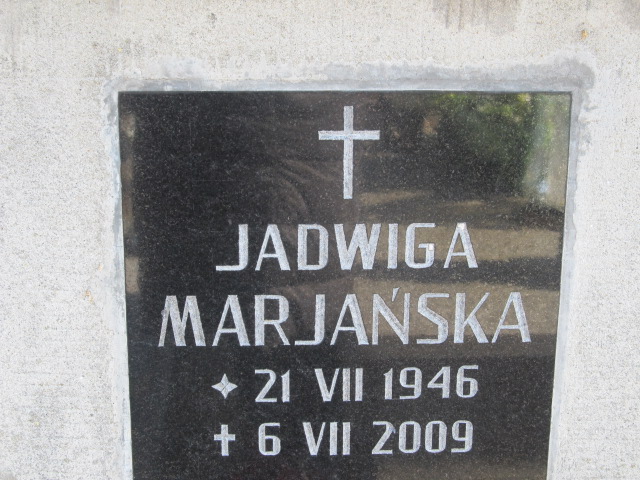 JADWIGA
MARJAŃSKA
✦ 21 VII 1946
✝ 6 VII 2009